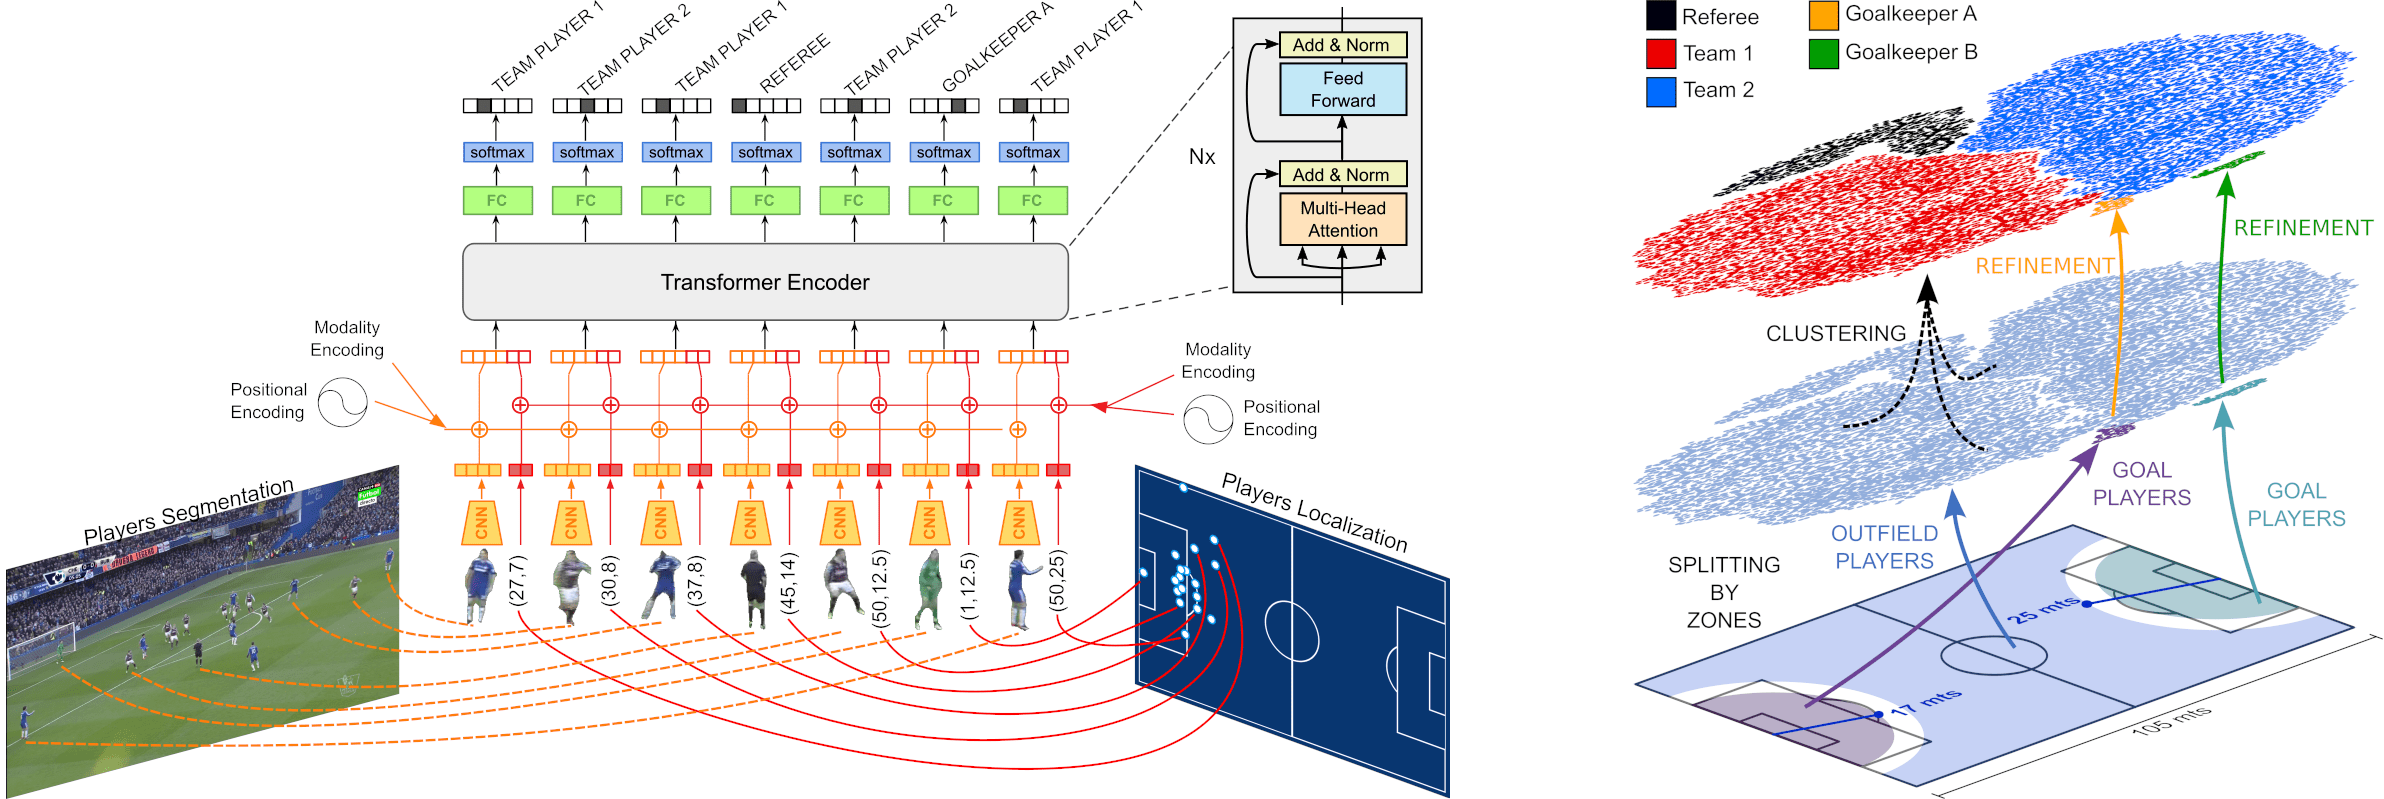 TEAM PLAYER 1
TEAM PLAYER 2
TEAM PLAYER 1
REFEREE
TEAM PLAYER 2
GOALKEEPER A
TEAM PLAYER 1
softmax
softmax
softmax
softmax
softmax
softmax
softmax
FC
FC
FC
FC
FC
FC
FC
Transformer Encoder
Nx
Add & Norm
Feed
Forward
Add & Norm
Multi-Head
Attention
Modality
Encoding
Positional
Encoding
Modality
Encoding
Positional
Encoding
CNN
CNN
CNN
CNN
CNN
CNN
CNN
(27,7)
(30,8)
(37,8)
(45,14)
(50,12.5)
(1,12.5)
(50,25)
Players Segmentation
Players Localization
Referee
Team 1
Team 2
Goalkeeper A
Goalkeeper B
REFINEMENT
REFINEMENT
CLUSTERING
GOAL
PLAYERS
GOAL
PLAYERS
OUTFIELD
PLAYERS
SPLITTING
BY
ZONES
25 mts
17 mts
105 mts